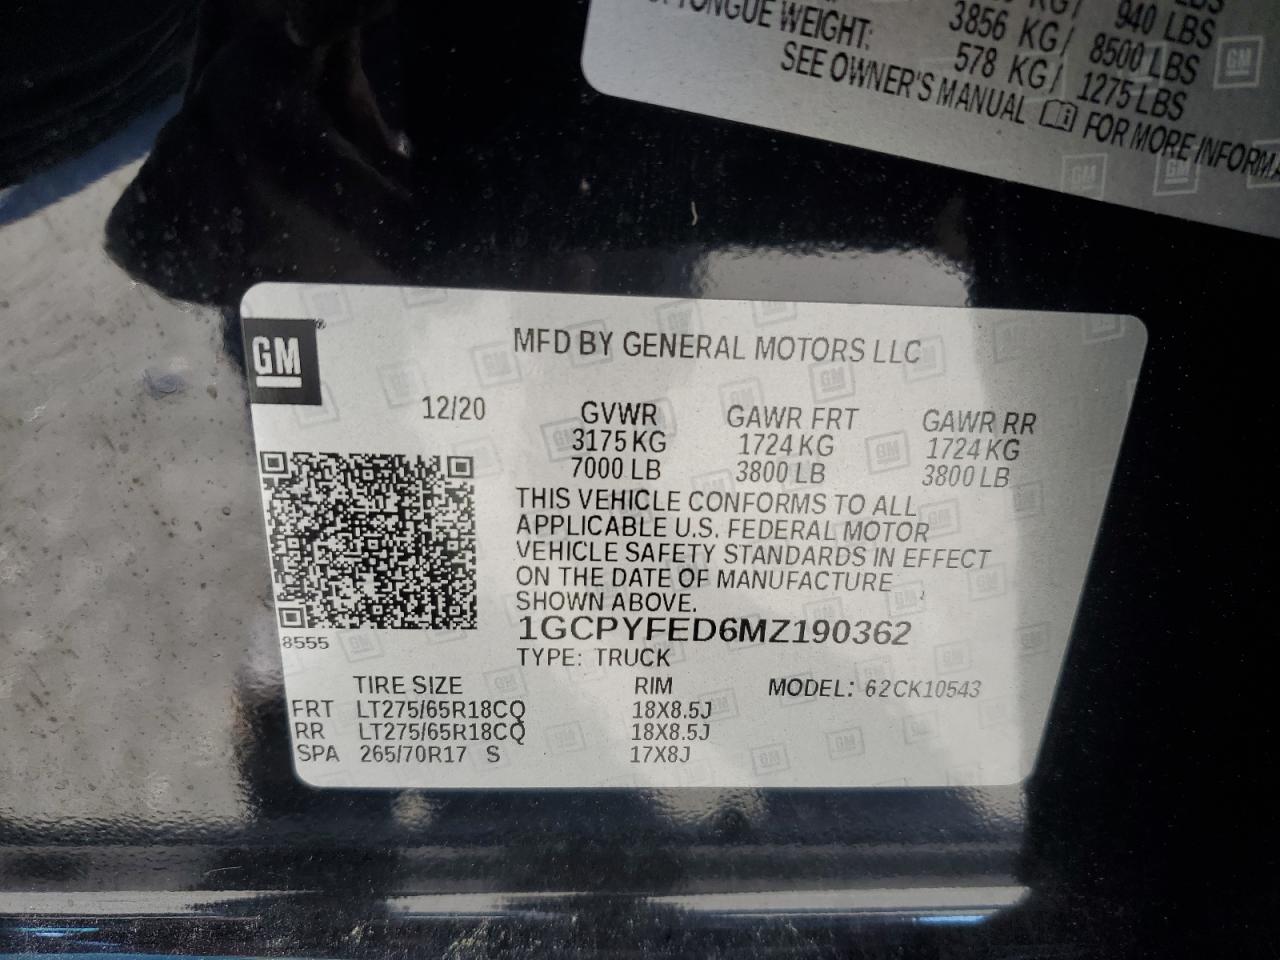 KG/ 940 LBS
3856 KG/ 8500 LBS
TONGUE WEIGHT: 578 KG/ 1275 LBS
SEE OWNER'S MANUAL FOR MORE INFORMA
GM
MFD BY GENERAL MOTORS LLC
12/20
GVWR GAWR FRT GAWR RR
3175 KG 1724 KG 1724 KG
7000 LB 3800 LB 3800 LB
THIS VEHICLE CONFORMS TO ALL
APPLICABLE U.S. FEDERAL MOTOR
VEHICLE SAFETY STANDARDS IN EFFECT
ON THE DATE OF MANUFACTURE
SHOWN ABOVE.
1GCPYFED6MZ190362
8555
TYPE: TRUCK
TIRE SIZE RIM MODEL: 62CK10543
FRT LT275/65R18CQ 18X8.5J
RR LT275/65R18CQ 18X8.5J
SPA 265/70R17 S 17X8J